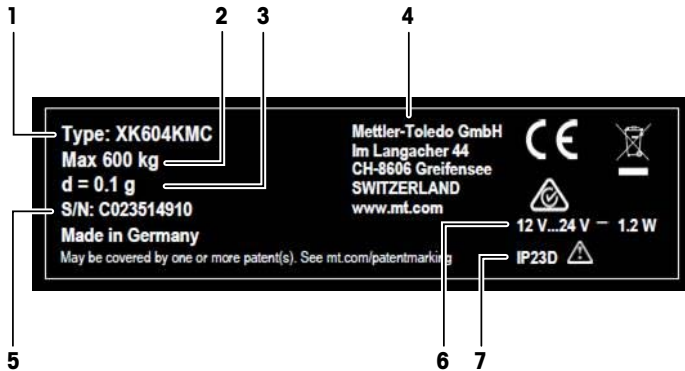 1 2 3 4
Type: XK604KMC
Max 600 kg
d = 0.1 g
S/N: C023514910
Made in Germany
May be covered by one or more patent(s). See mt.com/patentmarking
Mettler-Toledo GmbH
Im Langacher 44
CH-8606 Greifensee
SWITZERLAND
www.mt.com
CE
12 V...24 V ⎓ 1.2 W
IP23D
5 6 7